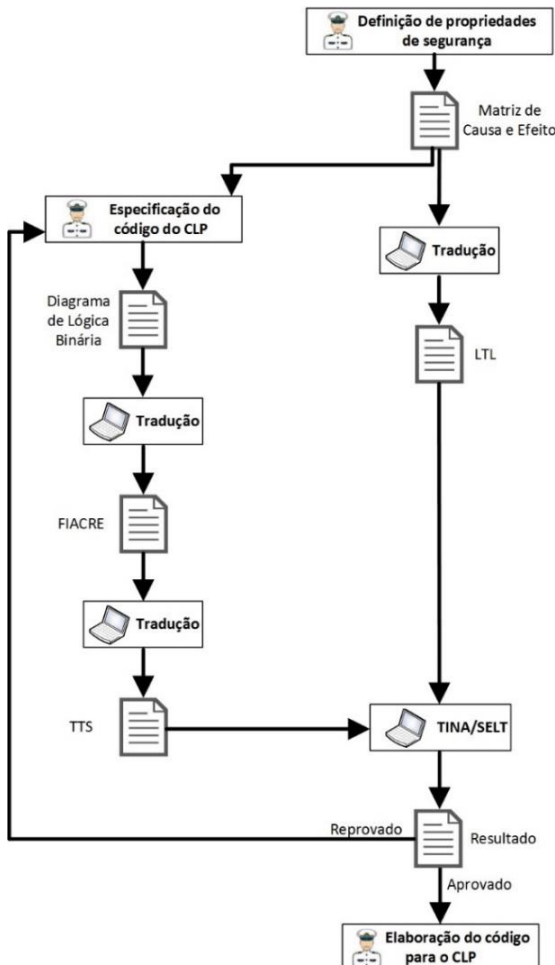 Definição de propriedades
de segurança
Matriz de
Causa e Efeito
Especificação do
código do CLP
Tradução
Diagrama
de Lógica
Binária
LTL
Tradução
FIACRE
Tradução
TTS
TINA/SELT
Reprovado
Resultado
Aprovado
Elaboração do código
para o CLP